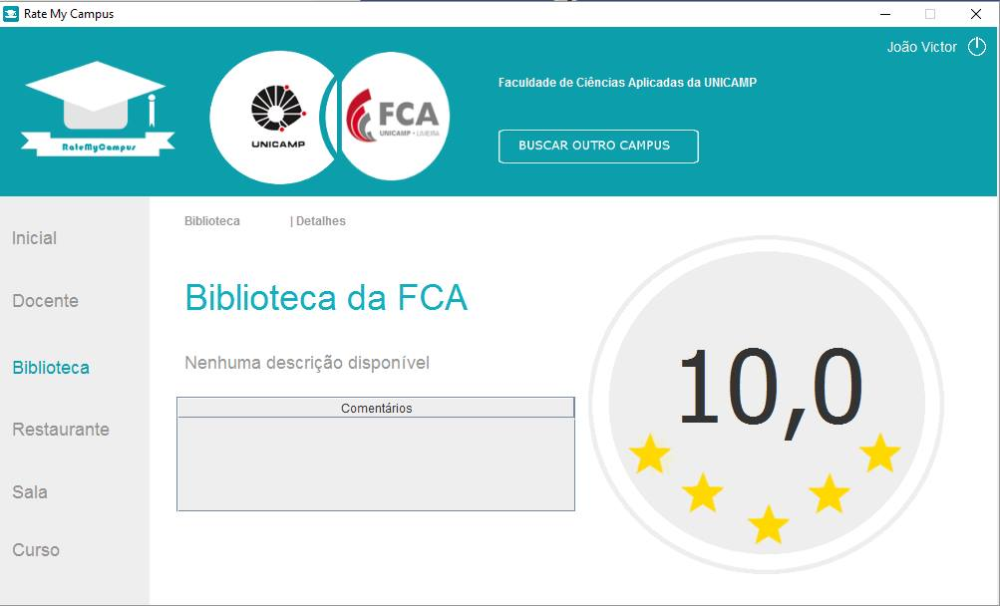 Rate My Campus
João Victor
RateMyCampus
UNICAMP
FCA
UNICAMP · LIMEIRA
Faculdade de Ciências Aplicadas da UNICAMP
BUSCAR OUTRO CAMPUS
Inicial
Docente
Biblioteca
Restaurante
Sala
Curso
Biblioteca | Detalhes
Biblioteca da FCA
Nenhuma descrição disponível
Comentários
10,0